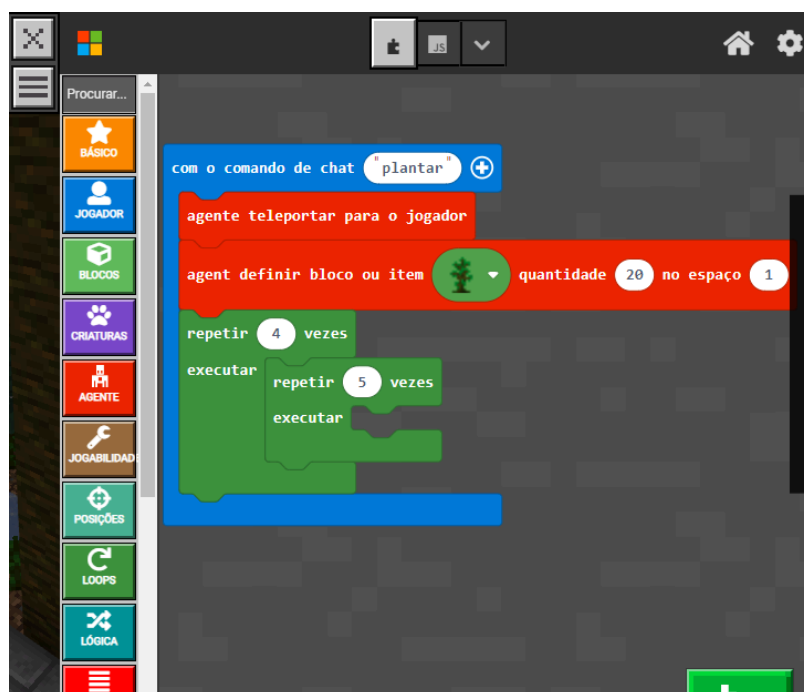 JS
Procurar...
BÁSICO
JOGADOR
BLOCOS
CRIATURAS
AGENTE
JOGABILIDAD
POSIÇÕES
LOOPS
LÓGICA
com o comando de chat "plantar"
agente teleportar para o jogador
agent definir bloco ou item quantidade 20 no espaço 1
repetir 4 vezes
executar
repetir 5 vezes
executar